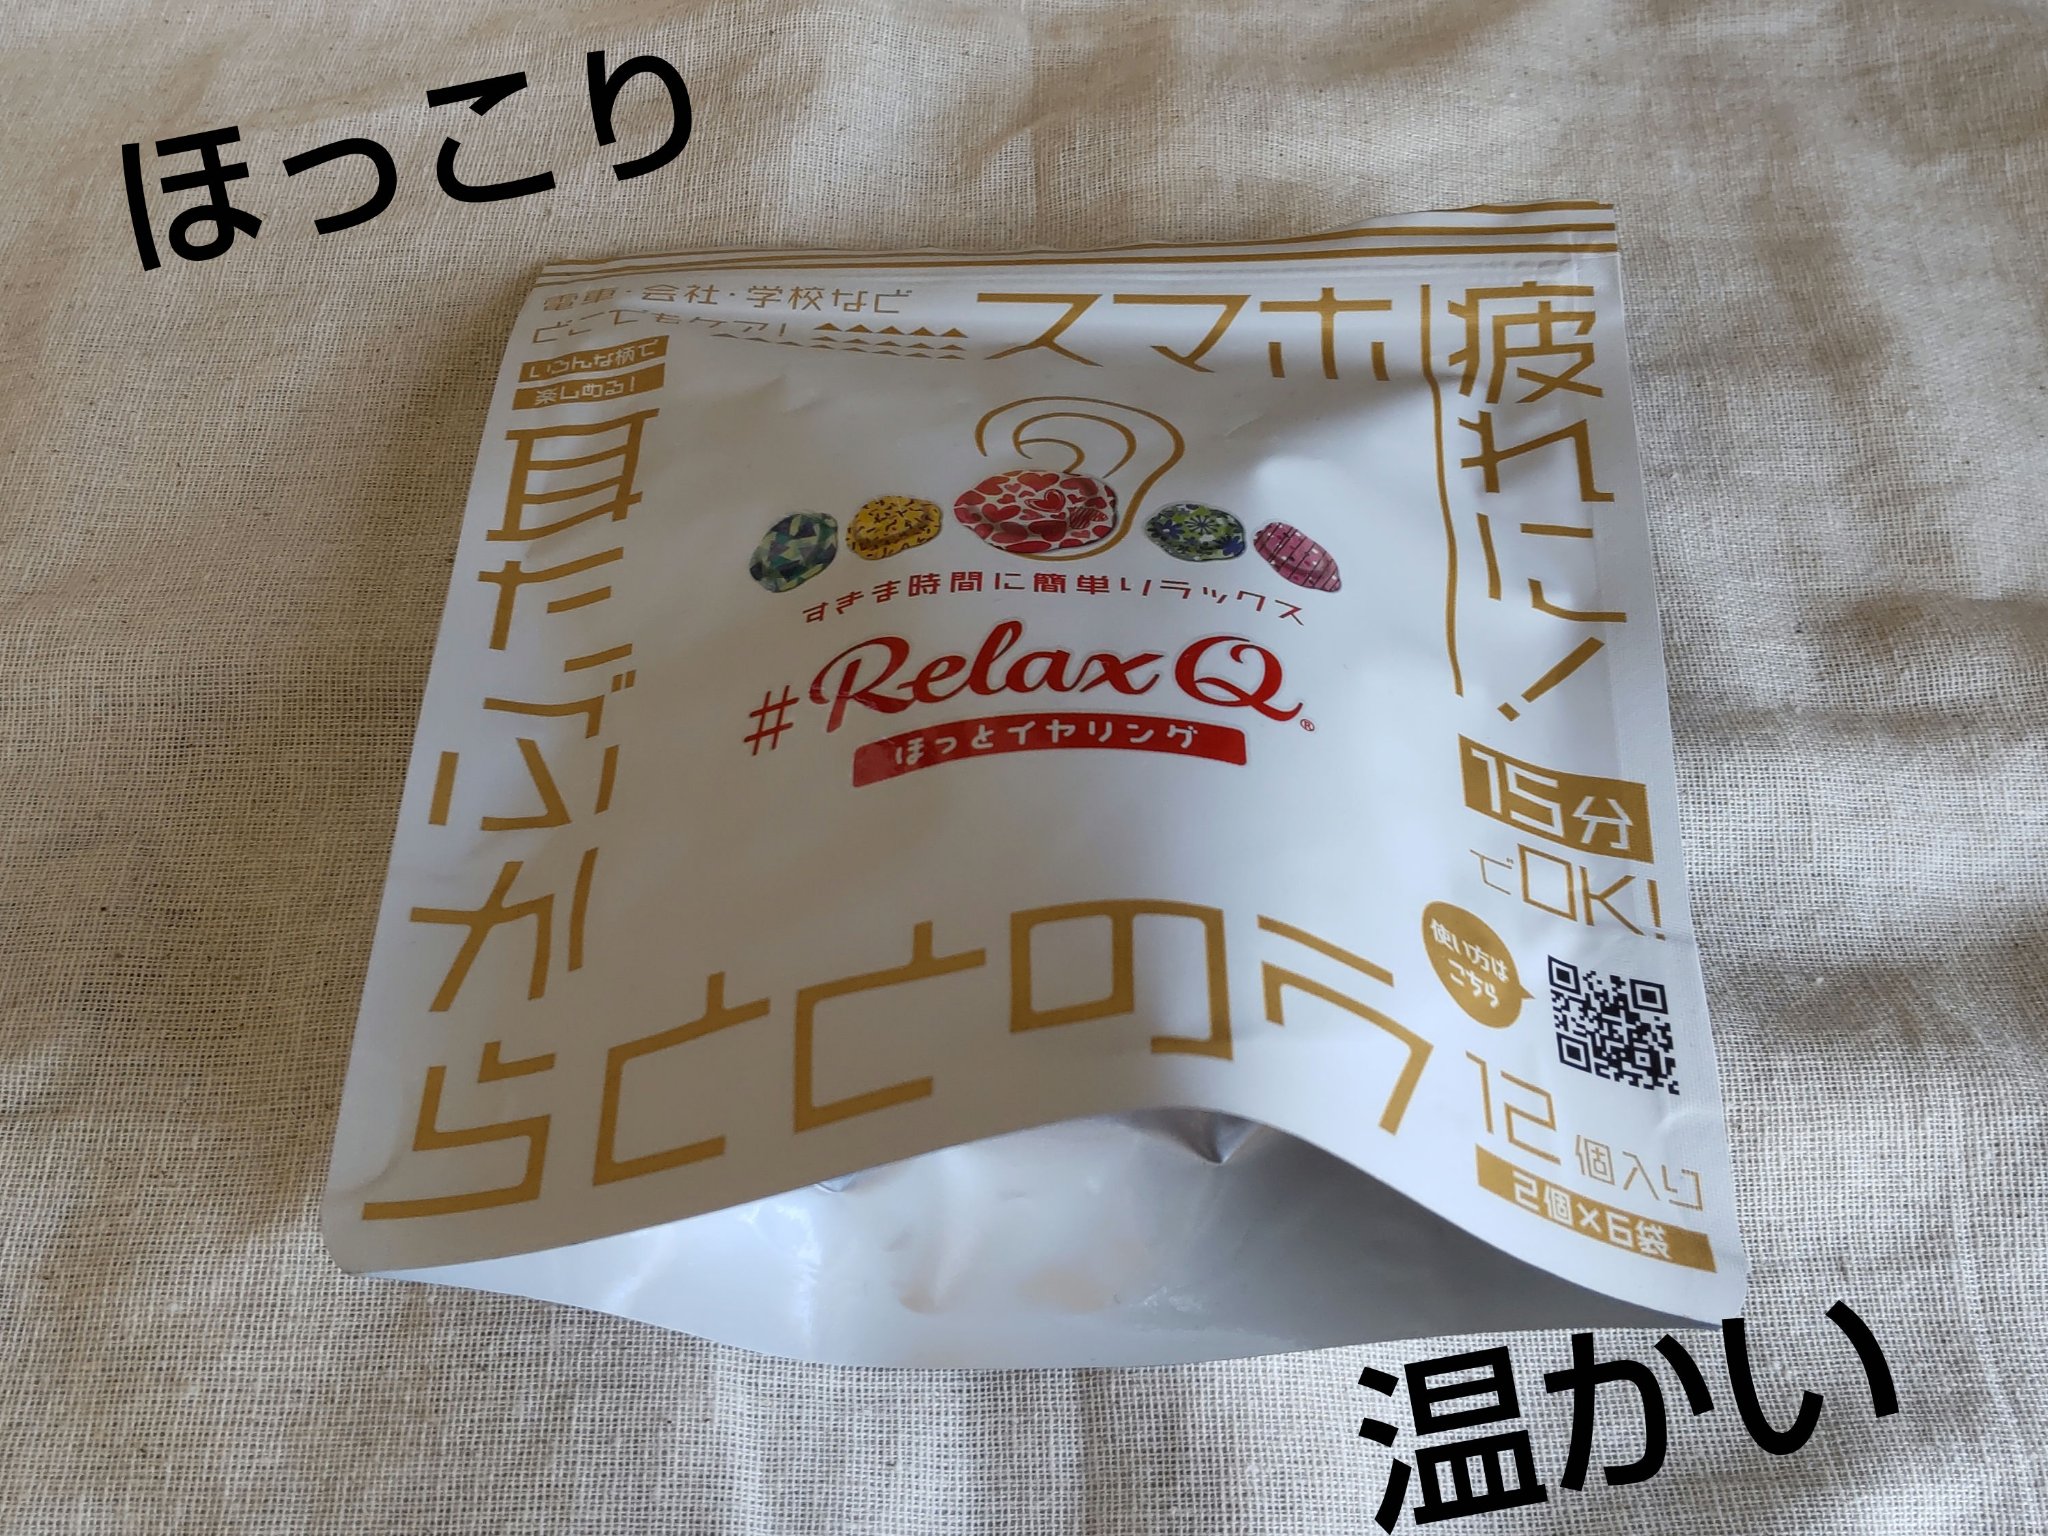 ほっこり
電車・会社・学校など
どこでもケア!
いろんな柄で
楽しめる!
スマホ疲れに!
耳たぶからととのう
すきま時間に簡単リラックス
#RelaxQ®
ほっとイヤリング
15分
でOK!
使い方は
こちら
12個入り
2個×6袋
温かい